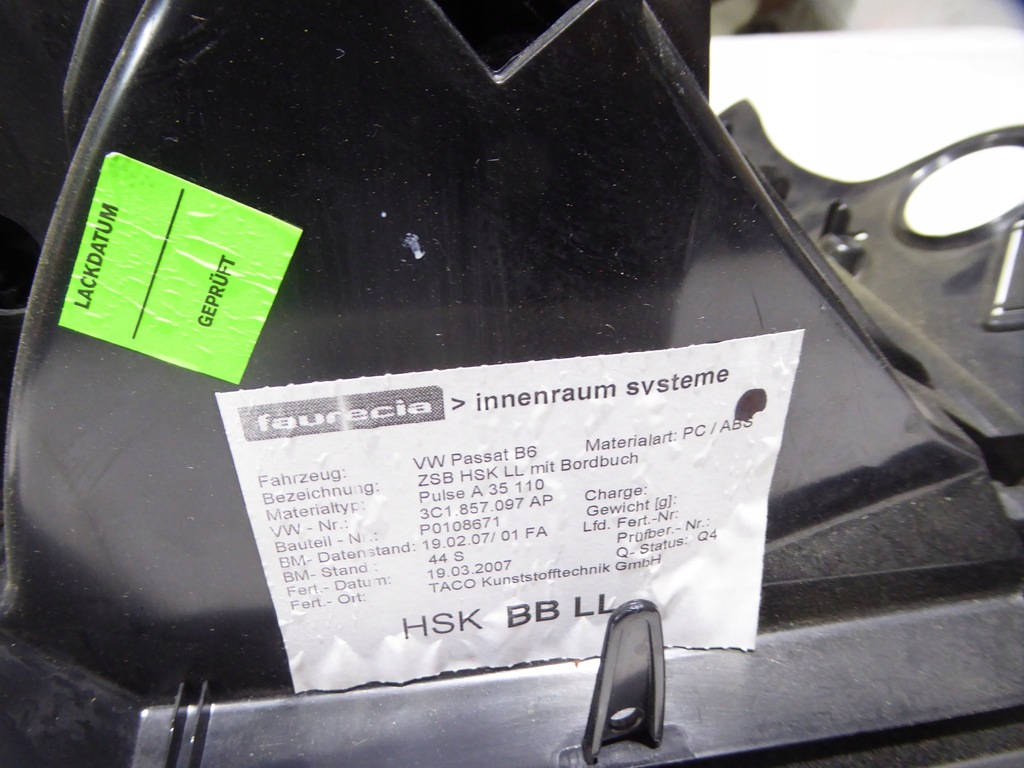 LACKDATUM
GEPRÜFT
faurecia > innenraum systeme
Fahrzeug: VW Passat B6 Materialart: PC / ABS
Bezeichnung: ZSB HSK LL mit Bordbuch
Materialtyp: Pulse A 35 110
VW - Nr.: 3C1.857.097 AP Charge:
Bauteil - Nr.: P0108671 Gewicht [g]:
BM- Datenstand: 19.02.07/ 01 FA Lfd. Fert.-Nr:
BM- Stand : 44 S Prüfber.- Nr.:
Fert.- Datum: 19.03.2007 Q- Status: Q4
Fert.- Ort: TACO Kunststofftechnik GmbH
HSK BB LL